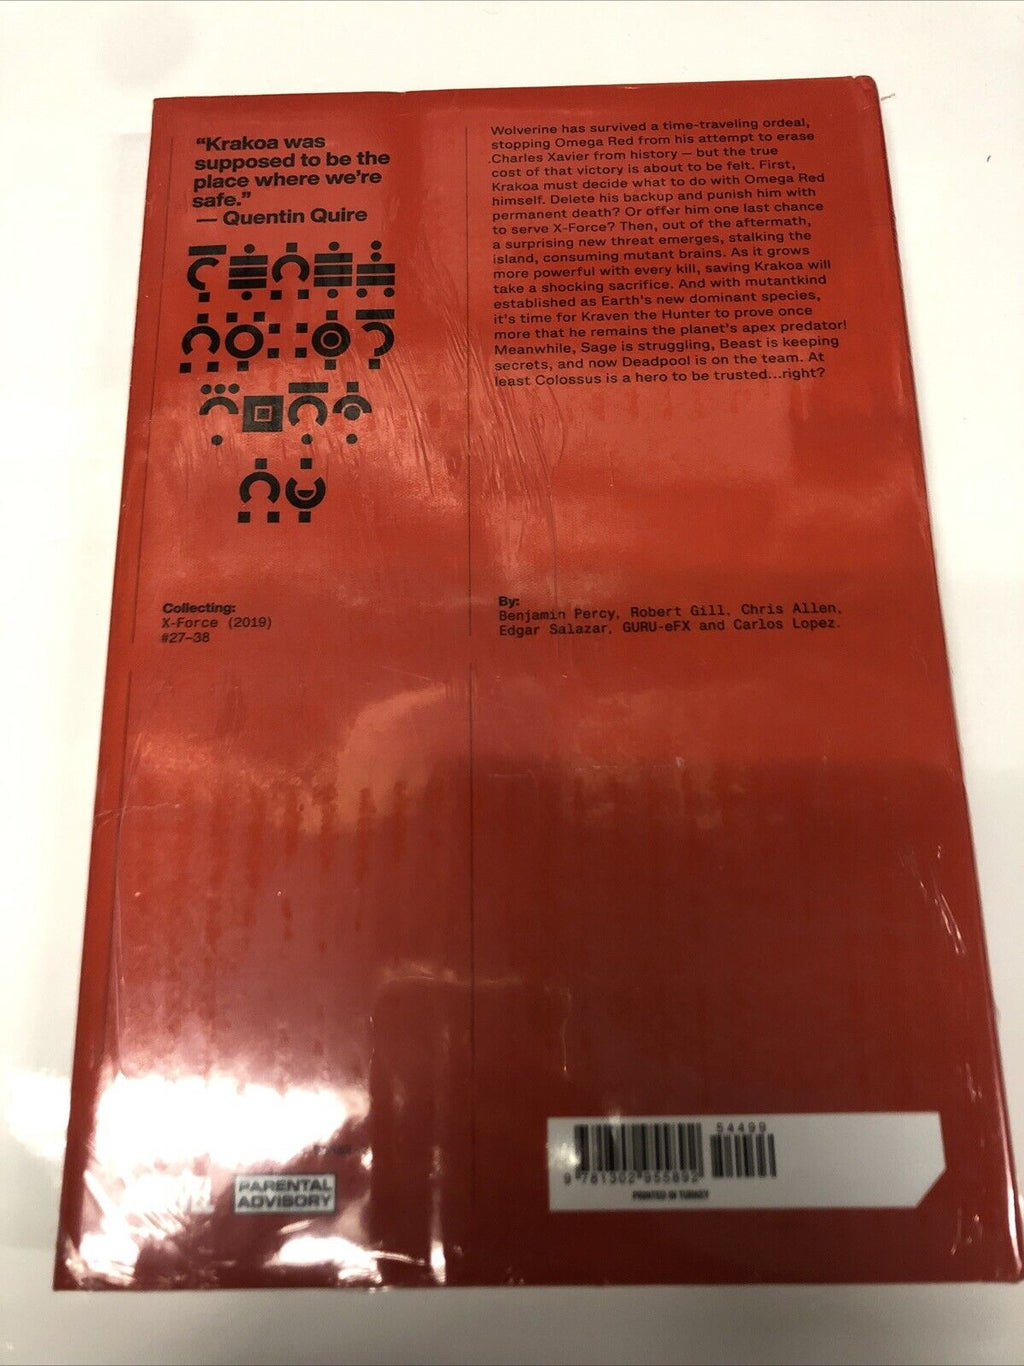 “Krakoa was
supposed to be the
place where we’re
safe.”
— Quentin Quire
Wolverine has survived a time-traveling ordeal,
stopping Omega Red from his attempt to erase
Charles Xavier from history — but the true
cost of that victory is about to be felt. First,
Krakoa must decide what to do with Omega Red
himself. Delete his backup and punish him with
permanent death? Or offer him one last chance
to serve X-Force? Then, out of the aftermath,
a surprising new threat emerges, stalking the
island, consuming mutant brains. As it grows
more powerful with every kill, saving Krakoa will
take a shocking sacrifice. And with mutantkind
established as Earth’s new dominant species,
it’s time for Kraven the Hunter to prove once
more that he remains the planet’s apex predator!
Meanwhile, Sage is struggling, Beast is keeping
secrets, and now Deadpool is on the team. At
least Colossus is a hero to be trusted...right?
Collecting:
X-Force (2019)
#27–38
By:
Benjamin Percy, Robert Gill, Chris Allen,
Edgar Salazar, GURU-eFX and Carlos Lopez.
PARENTAL
ADVISORY
54499
9 781302 955892
PRINTED IN TURKEY